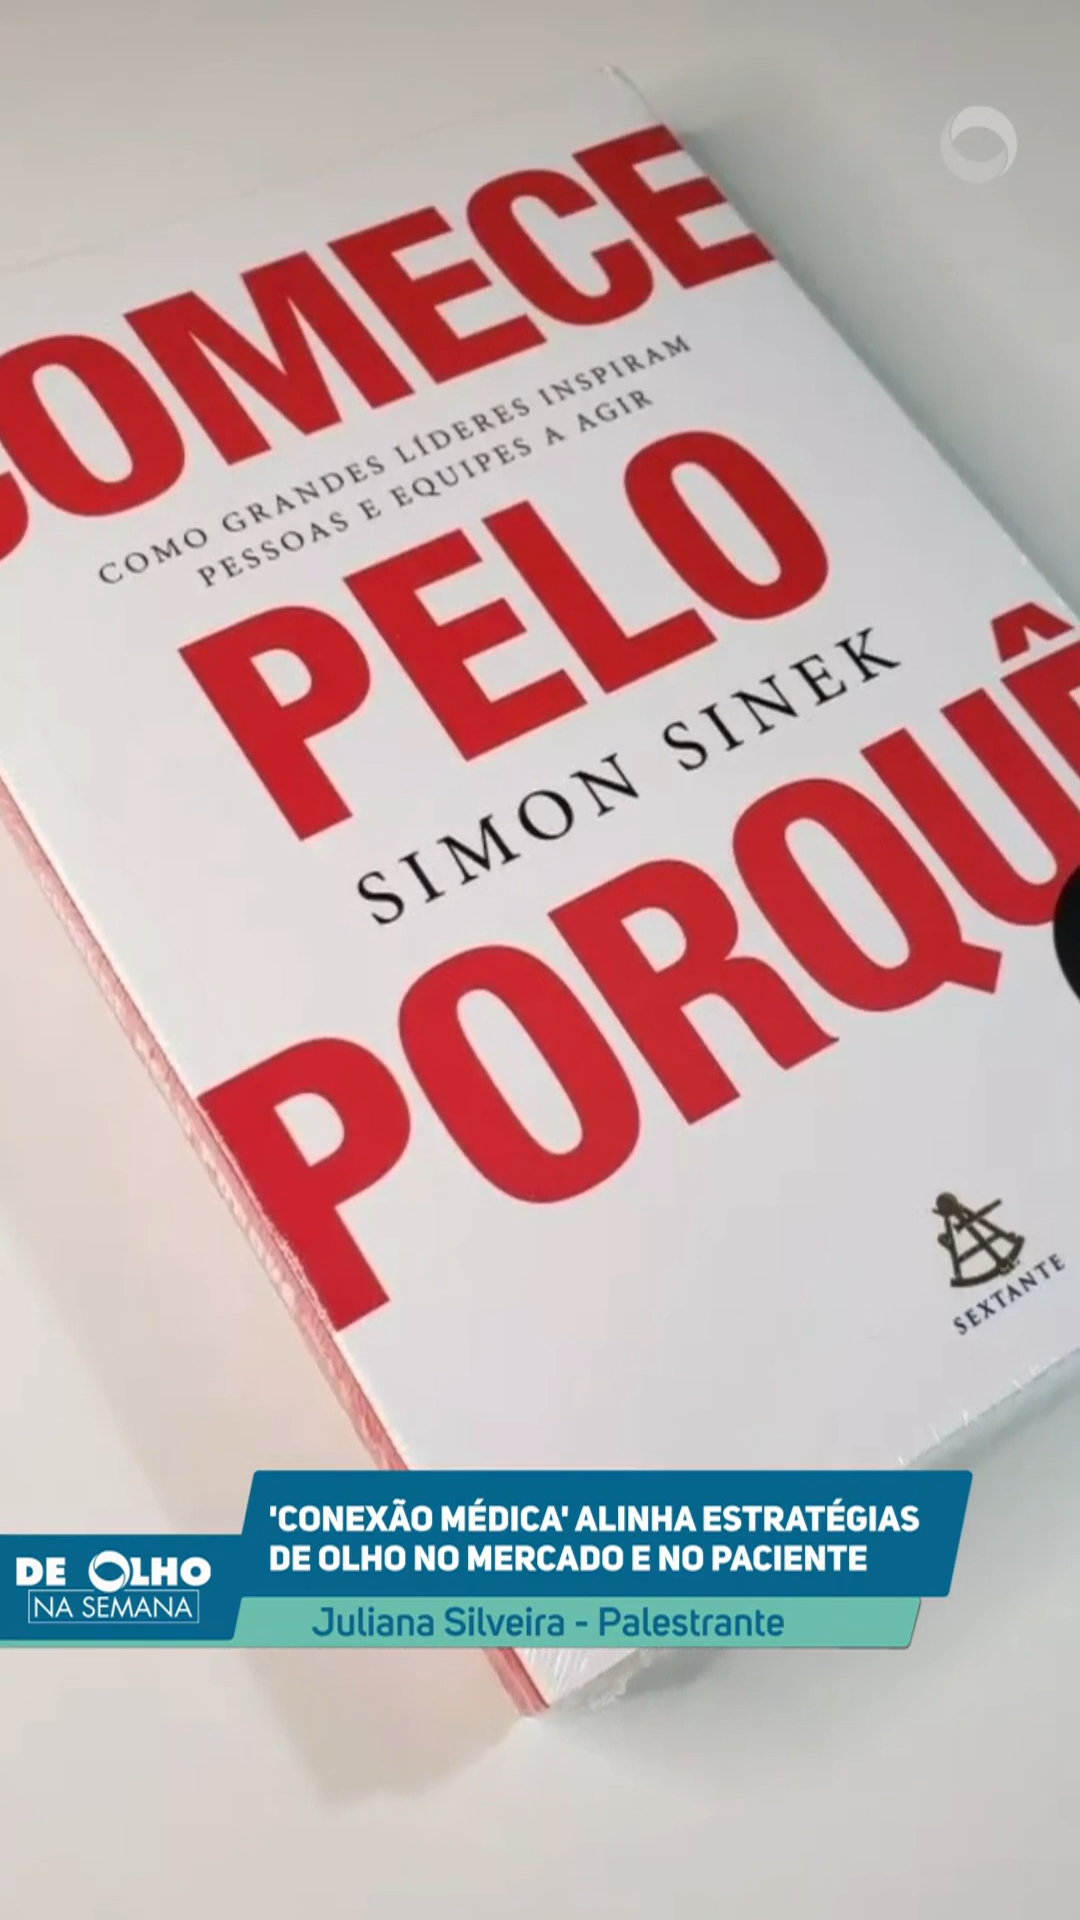 COMECE
COMO GRANDES LÍDERES INSPIRAM
PESSOAS E EQUIPES A AGIR
PELO
SIMON SINEK
PORQUÊ
SEXTANTE
'CONEXÃO MÉDICA' ALINHA ESTRATÉGIAS
DE OLHO NO MERCADO E NO PACIENTE
DE OLHO
NA SEMANA
Juliana Silveira - Palestrante